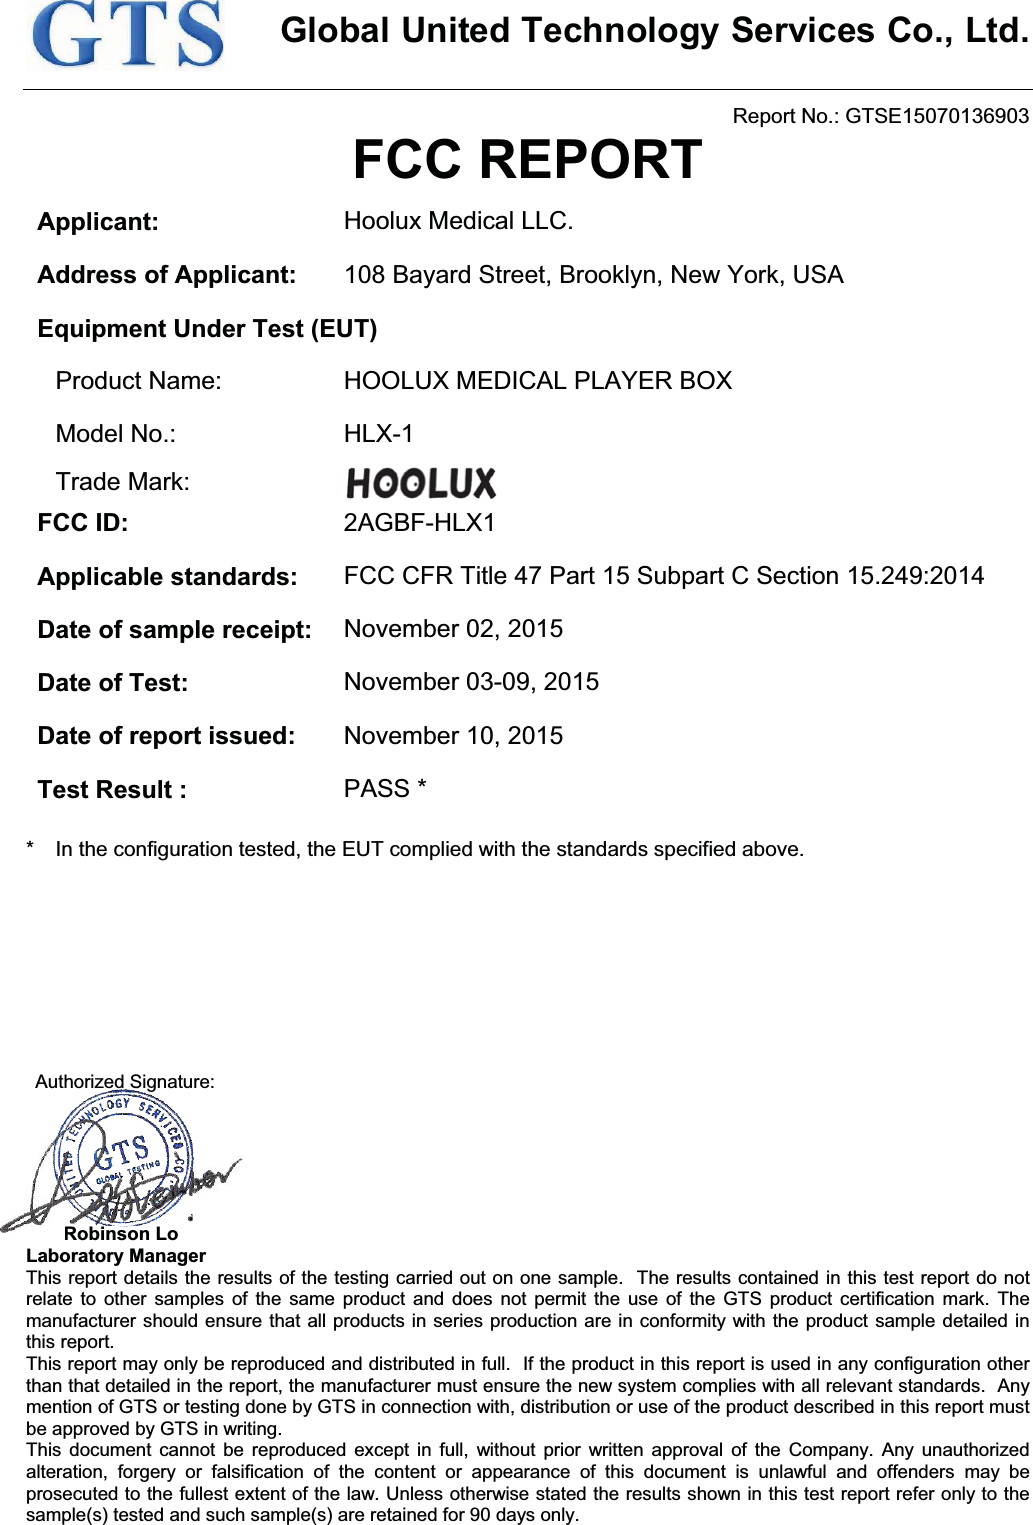 GTS
Global United Technology Services Co., Ltd.
Report No.: GTSE15070136903
FCC REPORT
Applicant: Hoolux Medical LLC.
Address of Applicant: 108 Bayard Street, Brooklyn, New York, USA
Equipment Under Test (EUT)
Product Name: HOOLUX MEDICAL PLAYER BOX
Model No.: HLX-1
Trade Mark: HOOLUX
FCC ID: 2AGBF-HLX1
Applicable standards: FCC CFR Title 47 Part 15 Subpart C Section 15.249:2014
Date of sample receipt: November 02, 2015
Date of Test: November 03-09, 2015
Date of report issued: November 10, 2015
Test Result : PASS *
* In the configuration tested, the EUT complied with the standards specified above.
Authorized Signature:
UNITED TECHNOLOGY SERVICES CO.
GTS
GLOBAL TESTING
Robinson Lo
Laboratory Manager
This report details the results of the testing carried out on one sample. The results contained in this test report do not
relate to other samples of the same product and does not permit the use of the GTS product certification mark. The
manufacturer should ensure that all products in series production are in conformity with the product sample detailed in
this report.
This report may only be reproduced and distributed in full. If the product in this report is used in any configuration other
than that detailed in the report, the manufacturer must ensure the new system complies with all relevant standards. Any
mention of GTS or testing done by GTS in connection with, distribution or use of the product described in this report must
be approved by GTS in writing.
This document cannot be reproduced except in full, without prior written approval of the Company. Any unauthorized
alteration, forgery or falsification of the content or appearance of this document is unlawful and offenders may be
prosecuted to the fullest extent of the law. Unless otherwise stated the results shown in this test report refer only to the
sample(s) tested and such sample(s) are retained for 90 days only.